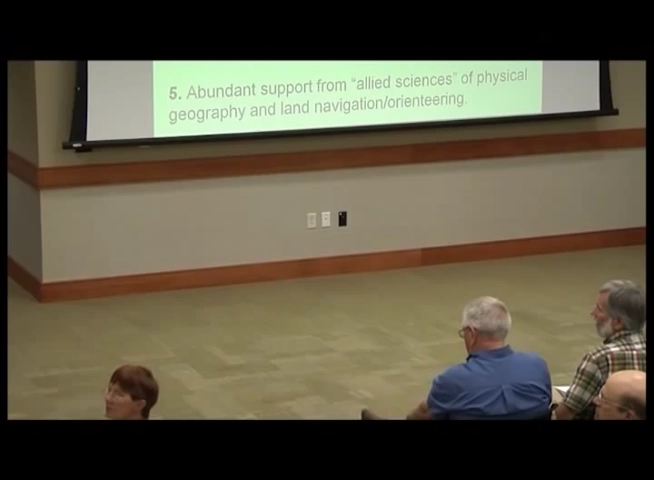 5. Abundant support from “allied sciences” of physical
geography and land navigation/orienteering.